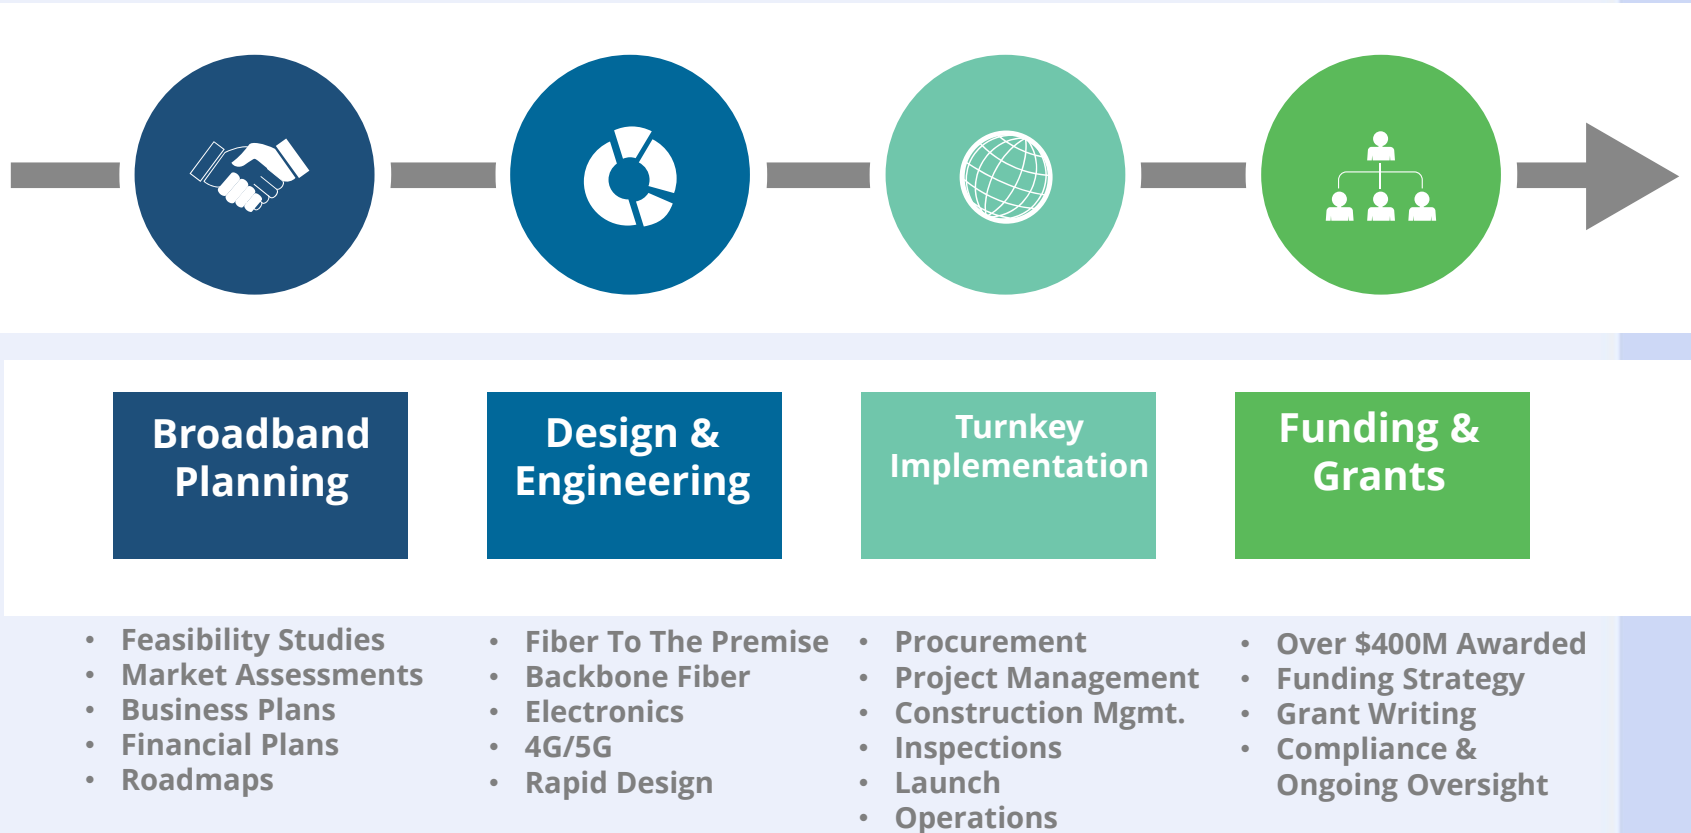 Broadband
Planning
Design &
Engineering
Turnkey
Implementation
Funding &
Grants
• Feasibility Studies
• Market Assessments
• Business Plans
• Financial Plans
• Roadmaps
• Fiber To The Premise
• Backbone Fiber
• Electronics
• 4G/5G
• Rapid Design
• Procurement
• Project Management
• Construction Mgmt.
• Inspections
• Launch
• Operations
• Over $400M Awarded
• Funding Strategy
• Grant Writing
• Compliance &
Ongoing Oversight